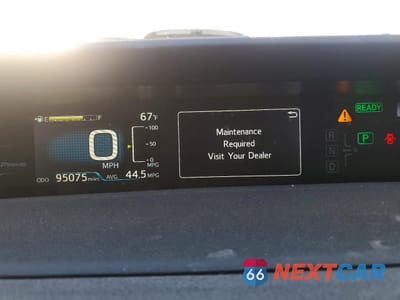 E F
67°F
100
0
MPH
50
0
MPG
ODO 95075 miles AVG 44.5 MPG
Maintenance
Required
Visit Your Dealer
READY
R
N
D
P
66 NEXTCAR